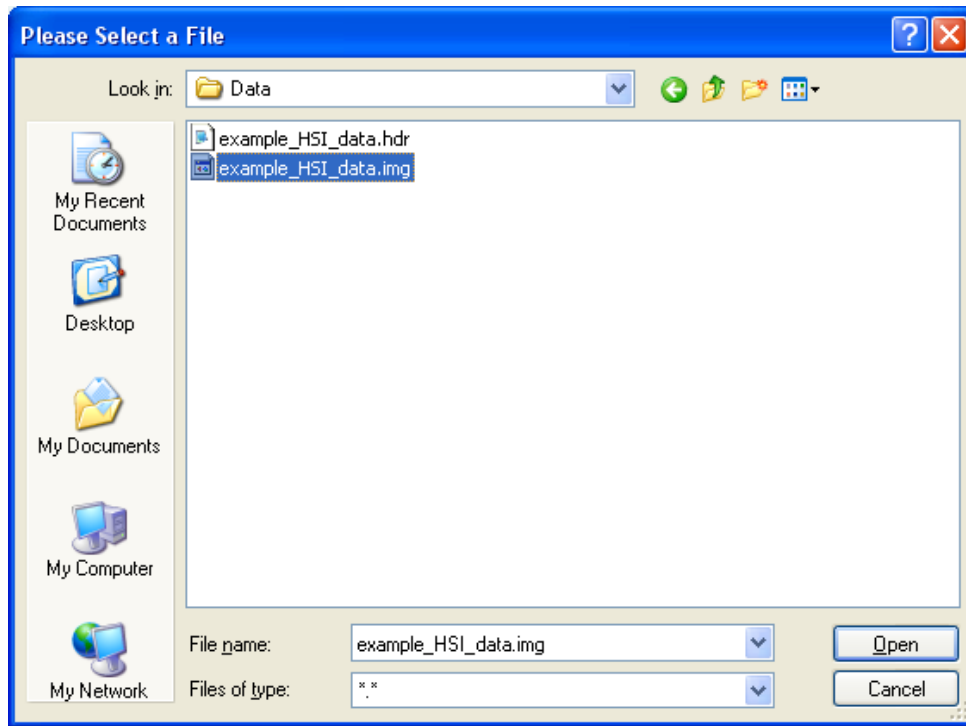 Please Select a File
Look in:
Data
example_HSI_data.hdr
example_HSI_data.img
My Recent
Documents
Desktop
My Documents
My Computer
My Network
File name:
example_HSI_data.img
Open
Files of type:
*.*
Cancel